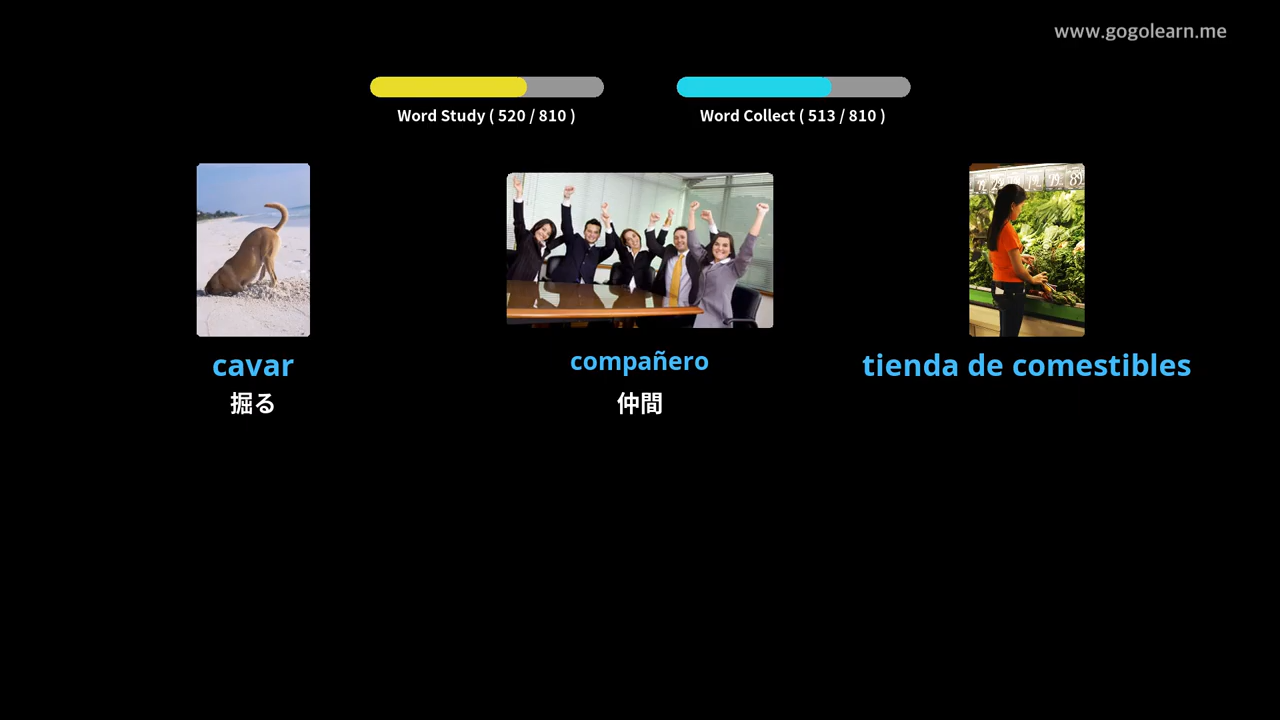 www.gogolearn.me
Word Study ( 520 / 810 )
Word Collect ( 513 / 810 )
cavar
掘る
compañero
仲間
tienda de comestibles